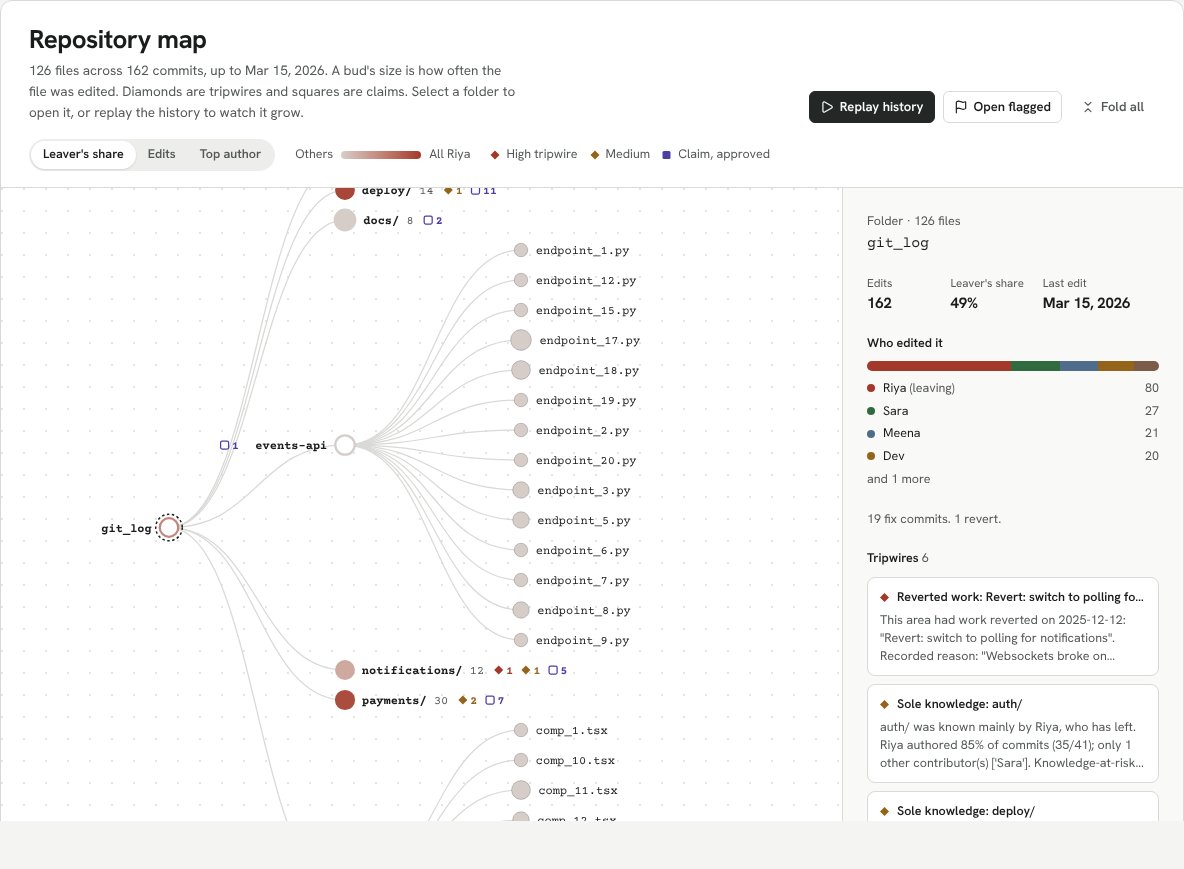 Repository map
126 files across 162 commits, up to Mar 15, 2026. A bud's size is how often the
file was edited. Diamonds are tripwires and squares are claims. Select a folder to
open it, or replay the history to watch it grow.
Replay history
Open flagged
Fold all
Leaver's share
Edits
Top author
Others
All Riya
High tripwire
Medium
Claim, approved
deploy/ 14 1 11
docs/ 8 2
endpoint_1.py
endpoint_12.py
endpoint_15.py
endpoint_17.py
endpoint_18.py
endpoint_19.py
1 events-api
endpoint_2.py
endpoint_20.py
endpoint_3.py
endpoint_5.py
git_log
endpoint_6.py
endpoint_7.py
endpoint_8.py
endpoint_9.py
notifications/ 12 1 1 5
payments/ 30 2 7
comp_1.tsx
comp_10.tsx
comp_11.tsx
comp_12.tsx
Folder · 126 files
git_log
Edits
Leaver's share
Last edit
162
49%
Mar 15, 2026
Who edited it
Riya (leaving) 80
Sara 27
Meena 21
Dev 20
and 1 more
19 fix commits. 1 revert.
Tripwires 6
Reverted work: Revert: switch to polling fo...
This area had work reverted on 2025-12-12:
"Revert: switch to polling for notifications".
Recorded reason: "Websockets broke on...
Sole knowledge: auth/
auth/ was known mainly by Riya, who has left.
Riya authored 85% of commits (35/41); only 1
other contributor(s) ['Sara']. Knowledge-at-risk...
Sole knowledge: deploy/